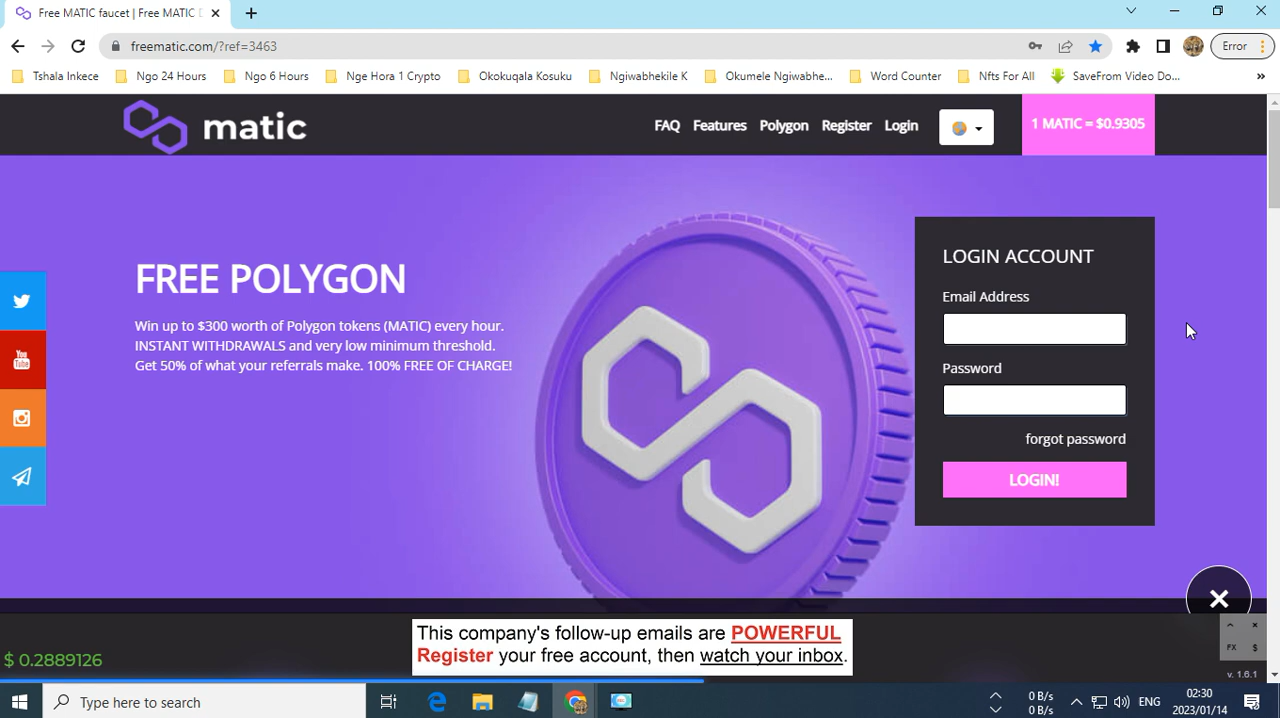 Free MATIC faucet | Free MATIC D
freematic.com/?ref=3463
Error
Tshala Inkece
Ngo 24 Hours
Ngo 6 Hours
Nge Hora 1 Crypto
Okokuqala Kosuku
Ngiwabhekile K
Okumele Ngiwabhe...
Word Counter
Nfts For All
SaveFrom Video Do...
»
matic
FAQ
Features
Polygon
Register
Login
1 MATIC = $0.9305
FREE POLYGON
Win up to $300 worth of Polygon tokens (MATIC) every hour.
INSTANT WITHDRAWALS and very low minimum threshold.
Get 50% of what your referrals make. 100% FREE OF CHARGE!
LOGIN ACCOUNT
Email Address
Password
forgot password
LOGIN!
You Tube
This company's follow-up emails are POWERFUL
Register your free account, then watch your inbox.
$ 0.2889126
FX $
v. 1.6.1
Type here to search
0 B/s
0 B/s
ENG
02:30
2023/01/14